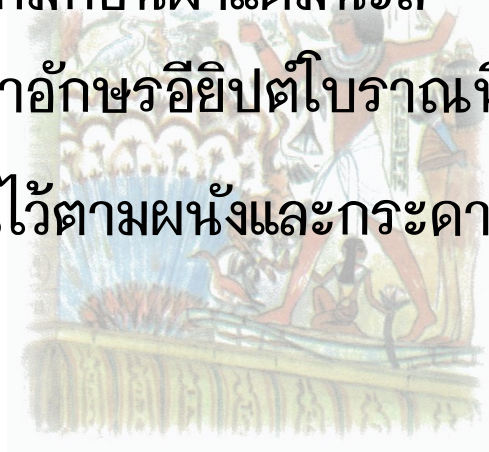 าอักษรอียิปต์โบราณนี
ไว้ตามผนังและกระดา